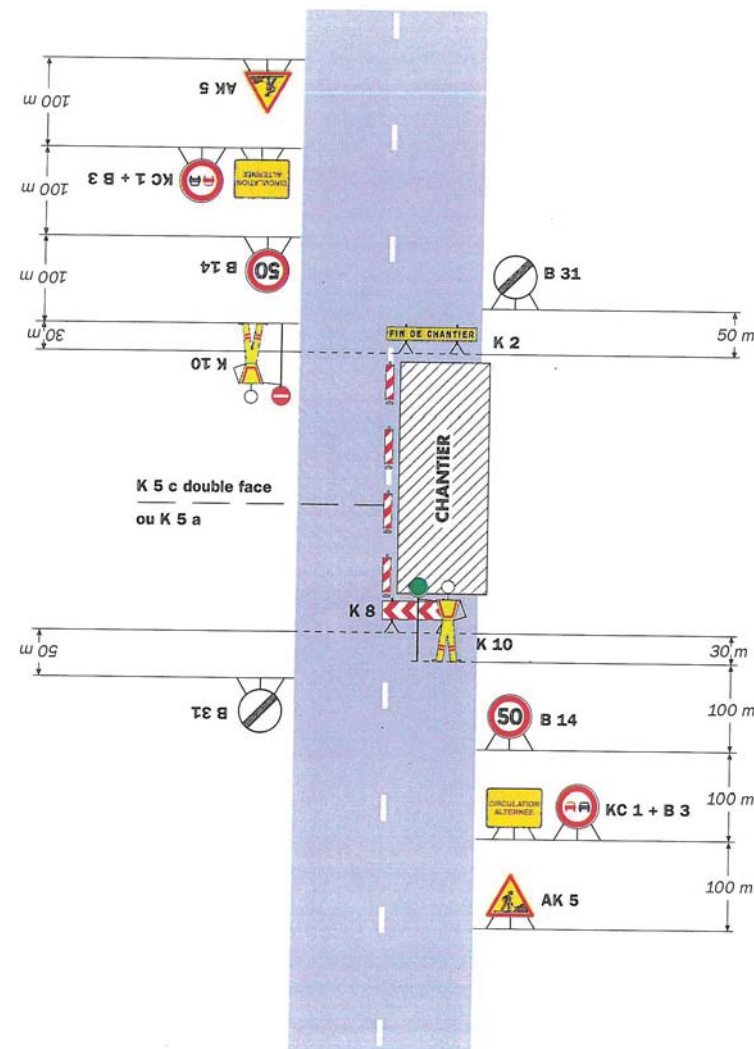 100 m
AK 5
100 m
CIRCULATION
ALTERNÉE
KC 1 + B 3
100 m
50
B 14
30 m
K 10
B 31
50 m
FIN DE CHANTIER
K 2
CHANTIER
K 5 c double face
ou K 5 a
K 8
K 10
50 m
B 31
30 m
100 m
50
B 14
100 m
CIRCULATION
ALTERNÉE
KC 1 + B 3
100 m
AK 5